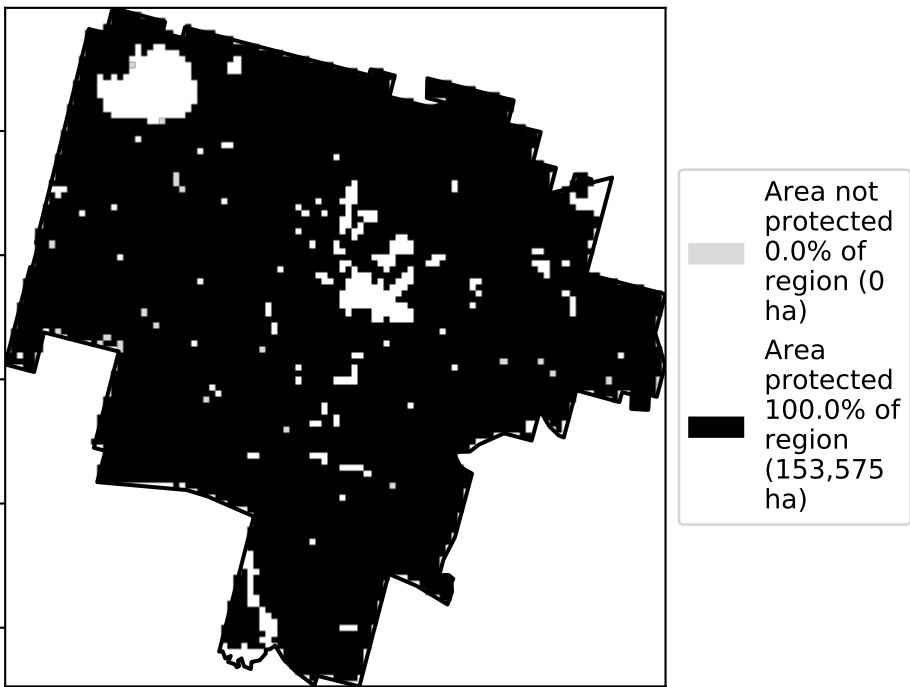 Area not
protected
0.0% of
region (0
ha)
Area
protected
100.0% of
region
(153,575
ha)